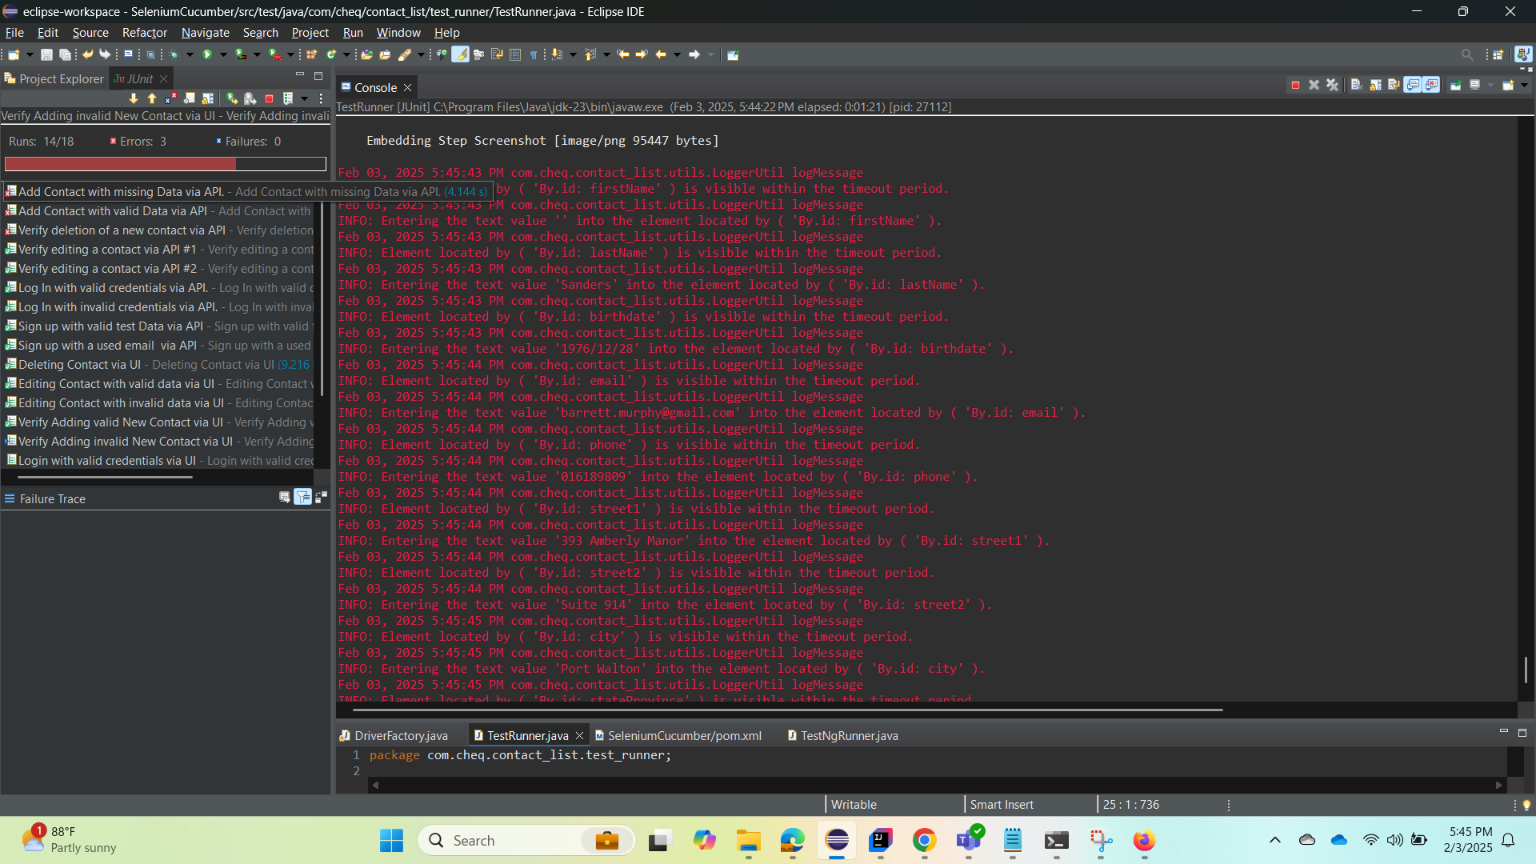 eclipse-workspace - SeleniumCucumber/src/test/java/com/cheq/contact_list/test_runner/TestRunner.java - Eclipse IDE
File Edit Source Refactor Navigate Search Project Run Window Help
Project Explorer
JUnit
Verify Adding invalid New Contact via UI - Verify Adding invali
Runs: 14/18 Errors: 3 Failures: 0
Add Contact with missing Data via API. - Add Contact with missing Data via API. (4.144 s)
Add Contact with valid Data via API - Add Contact with
Verify deletion of a new contact via API - Verify deletion
Verify editing a contact via API #1 - Verify editing a cont
Verify editing a contact via API #2 - Verify editing a cont
Log In with valid credentials via API. - Log In with valid c
Log In with invalid credentials via API. - Log In with inva
Sign up with valid test Data via API - Sign up with valid
Sign up with a used email via API - Sign up with a used
Deleting Contact via UI - Deleting Contact via UI (9.216
Editing Contact with valid data via UI - Editing Contact v
Editing Contact with invalid data via UI - Editing Contac
Verify Adding valid New Contact via UI - Verify Adding v
Verify Adding invalid New Contact via UI - Verify Adding
Login with valid credentials via UI - Login with valid cred
Failure Trace
Console
TestRunner [JUnit] C:\Program Files\Java\jdk-23\bin\javaw.exe (Feb 3, 2025, 5:44:22 PM elapsed: 0:01:21) [pid: 27112]
Embedding Step Screenshot [image/png 95447 bytes]
Feb 03, 2025 5:45:43 PM com.cheq.contact_list.utils.LoggerUtil logMessage
by ( 'By.id: firstName' ) is visible within the timeout period.
Feb 03, 2025 5:45:43 PM com.cheq.contact_list.utils.LoggerUtil logMessage
INFO: Entering the text value '' into the element located by ( 'By.id: firstName' ).
Feb 03, 2025 5:45:43 PM com.cheq.contact_list.utils.LoggerUtil logMessage
INFO: Element located by ( 'By.id: lastName' ) is visible within the timeout period.
Feb 03, 2025 5:45:43 PM com.cheq.contact_list.utils.LoggerUtil logMessage
INFO: Entering the text value 'Sanders' into the element located by ( 'By.id: lastName' ).
Feb 03, 2025 5:45:43 PM com.cheq.contact_list.utils.LoggerUtil logMessage
INFO: Element located by ( 'By.id: birthdate' ) is visible within the timeout period.
Feb 03, 2025 5:45:43 PM com.cheq.contact_list.utils.LoggerUtil logMessage
INFO: Entering the text value '1976/12/28' into the element located by ( 'By.id: birthdate' ).
Feb 03, 2025 5:45:44 PM com.cheq.contact_list.utils.LoggerUtil logMessage
INFO: Element located by ( 'By.id: email' ) is visible within the timeout period.
Feb 03, 2025 5:45:44 PM com.cheq.contact_list.utils.LoggerUtil logMessage
INFO: Entering the text value 'barrett.murphy@gmail.com' into the element located by ( 'By.id: email' ).
Feb 03, 2025 5:45:44 PM com.cheq.contact_list.utils.LoggerUtil logMessage
INFO: Element located by ( 'By.id: phone' ) is visible within the timeout period.
Feb 03, 2025 5:45:44 PM com.cheq.contact_list.utils.LoggerUtil logMessage
INFO: Entering the text value '016189809' into the element located by ( 'By.id: phone' ).
Feb 03, 2025 5:45:44 PM com.cheq.contact_list.utils.LoggerUtil logMessage
INFO: Element located by ( 'By.id: street1' ) is visible within the timeout period.
Feb 03, 2025 5:45:44 PM com.cheq.contact_list.utils.LoggerUtil logMessage
INFO: Entering the text value '393 Amberly Manor' into the element located by ( 'By.id: street1' ).
Feb 03, 2025 5:45:44 PM com.cheq.contact_list.utils.LoggerUtil logMessage
INFO: Element located by ( 'By.id: street2' ) is visible within the timeout period.
Feb 03, 2025 5:45:44 PM com.cheq.contact_list.utils.LoggerUtil logMessage
INFO: Entering the text value 'Suite 914' into the element located by ( 'By.id: street2' ).
Feb 03, 2025 5:45:45 PM com.cheq.contact_list.utils.LoggerUtil logMessage
INFO: Element located by ( 'By.id: city' ) is visible within the timeout period.
Feb 03, 2025 5:45:45 PM com.cheq.contact_list.utils.LoggerUtil logMessage
INFO: Entering the text value 'Port Walton' into the element located by ( 'By.id: city' ).
Feb 03, 2025 5:45:45 PM com.cheq.contact_list.utils.LoggerUtil logMessage
INFO: Element located by ( 'By.id: stateProvince' ) is visible within the timeout period.
DriverFactory.java TestRunner.java SeleniumCucumber/pom.xml TestNgRunner.java
1 package com.cheq.contact_list.test_runner;
2
Writable Smart Insert 25 : 1 : 736
1
88°F
Partly sunny
Search
5:45 PM
2/3/2025